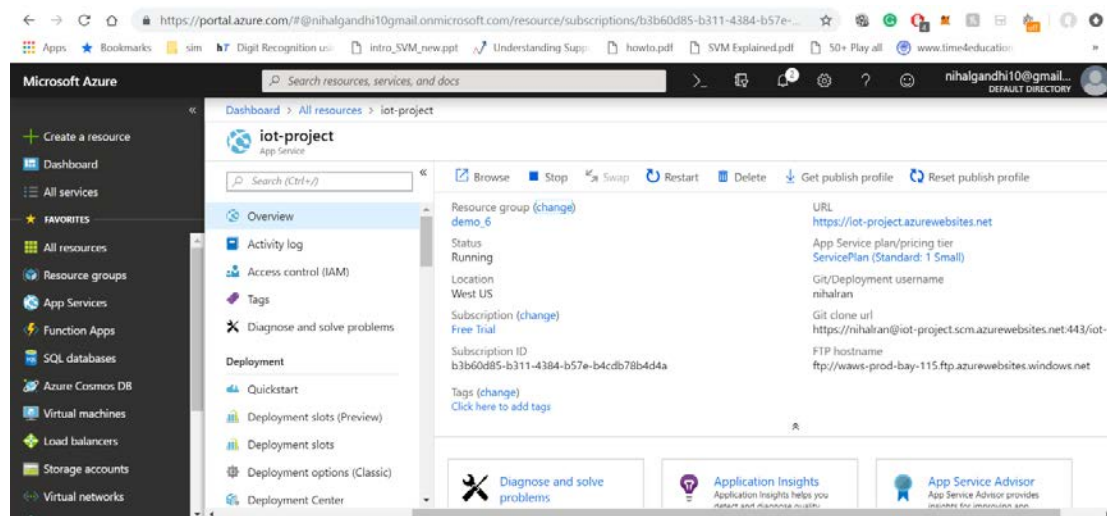 https://portal.azure.com/#@nihalgandhi10gmail.onmicrosoft.com/resource/subscriptions/b3b60d85-b311-4384-b57e-...
Apps Bookmarks sim Digit Recognition usi intro_SVM_new.ppt Understanding Supp howto.pdf SVM Explained.pdf 50+ Play all www.time4education
Microsoft Azure Search resources, services, and docs 2 nihalgandhi10@gmail...
DEFAULT DIRECTORY
Dashboard > All resources > iot-project
iot-project
App Service
Create a resource
Dashboard
All services
FAVORITES
All resources
Resource groups
App Services
Function Apps
SQL databases
Azure Cosmos DB
Virtual machines
Load balancers
Storage accounts
Virtual networks
Search (Ctrl+/)
Overview
Activity log
Access control (IAM)
Tags
Diagnose and solve problems
Deployment
Quickstart
Deployment slots (Preview)
Deployment slots
Deployment options (Classic)
Deployment Center
Browse Stop Swap Restart Delete Get publish profile Reset publish profile
Resource group (change)
demo_6
Status
Running
Location
West US
Subscription (change)
Free Trial
Subscription ID
b3b60d85-b311-4384-b57e-b4cdb78b4d4a
Tags (change)
Click here to add tags
URL
https://iot-project.azurewebsites.net
App Service plan/pricing tier
ServicePlan (Standard: 1 Small)
Git/Deployment username
nihalran
Git clone url
https://nihalran@iot-project.scm.azurewebsites.net:443/iot-
FTP hostname
ftp://waws-prod-bay-115.ftp.azurewebsites.windows.net
Diagnose and solve
problems
Application Insights
Application Insights helps you
detect and diagnose quality
App Service Advisor
App Service Advisor provides
insights for improving app